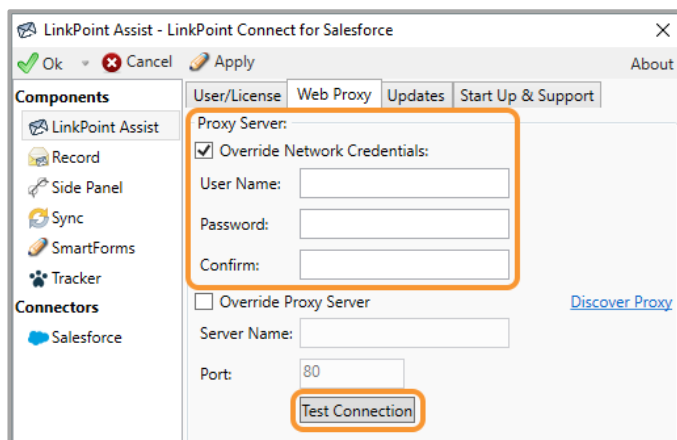 LinkPoint Assist - LinkPoint Connect for Salesforce
Ok Cancel Apply About
Components
LinkPoint Assist
Record
Side Panel
Sync
SmartForms
Tracker
Connectors
Salesforce
User/License Web Proxy Updates Start Up & Support
Proxy Server:
Override Network Credentials:
User Name:
Password:
Confirm:
Override Proxy Server Discover Proxy
Server Name:
Port: 80
Test Connection